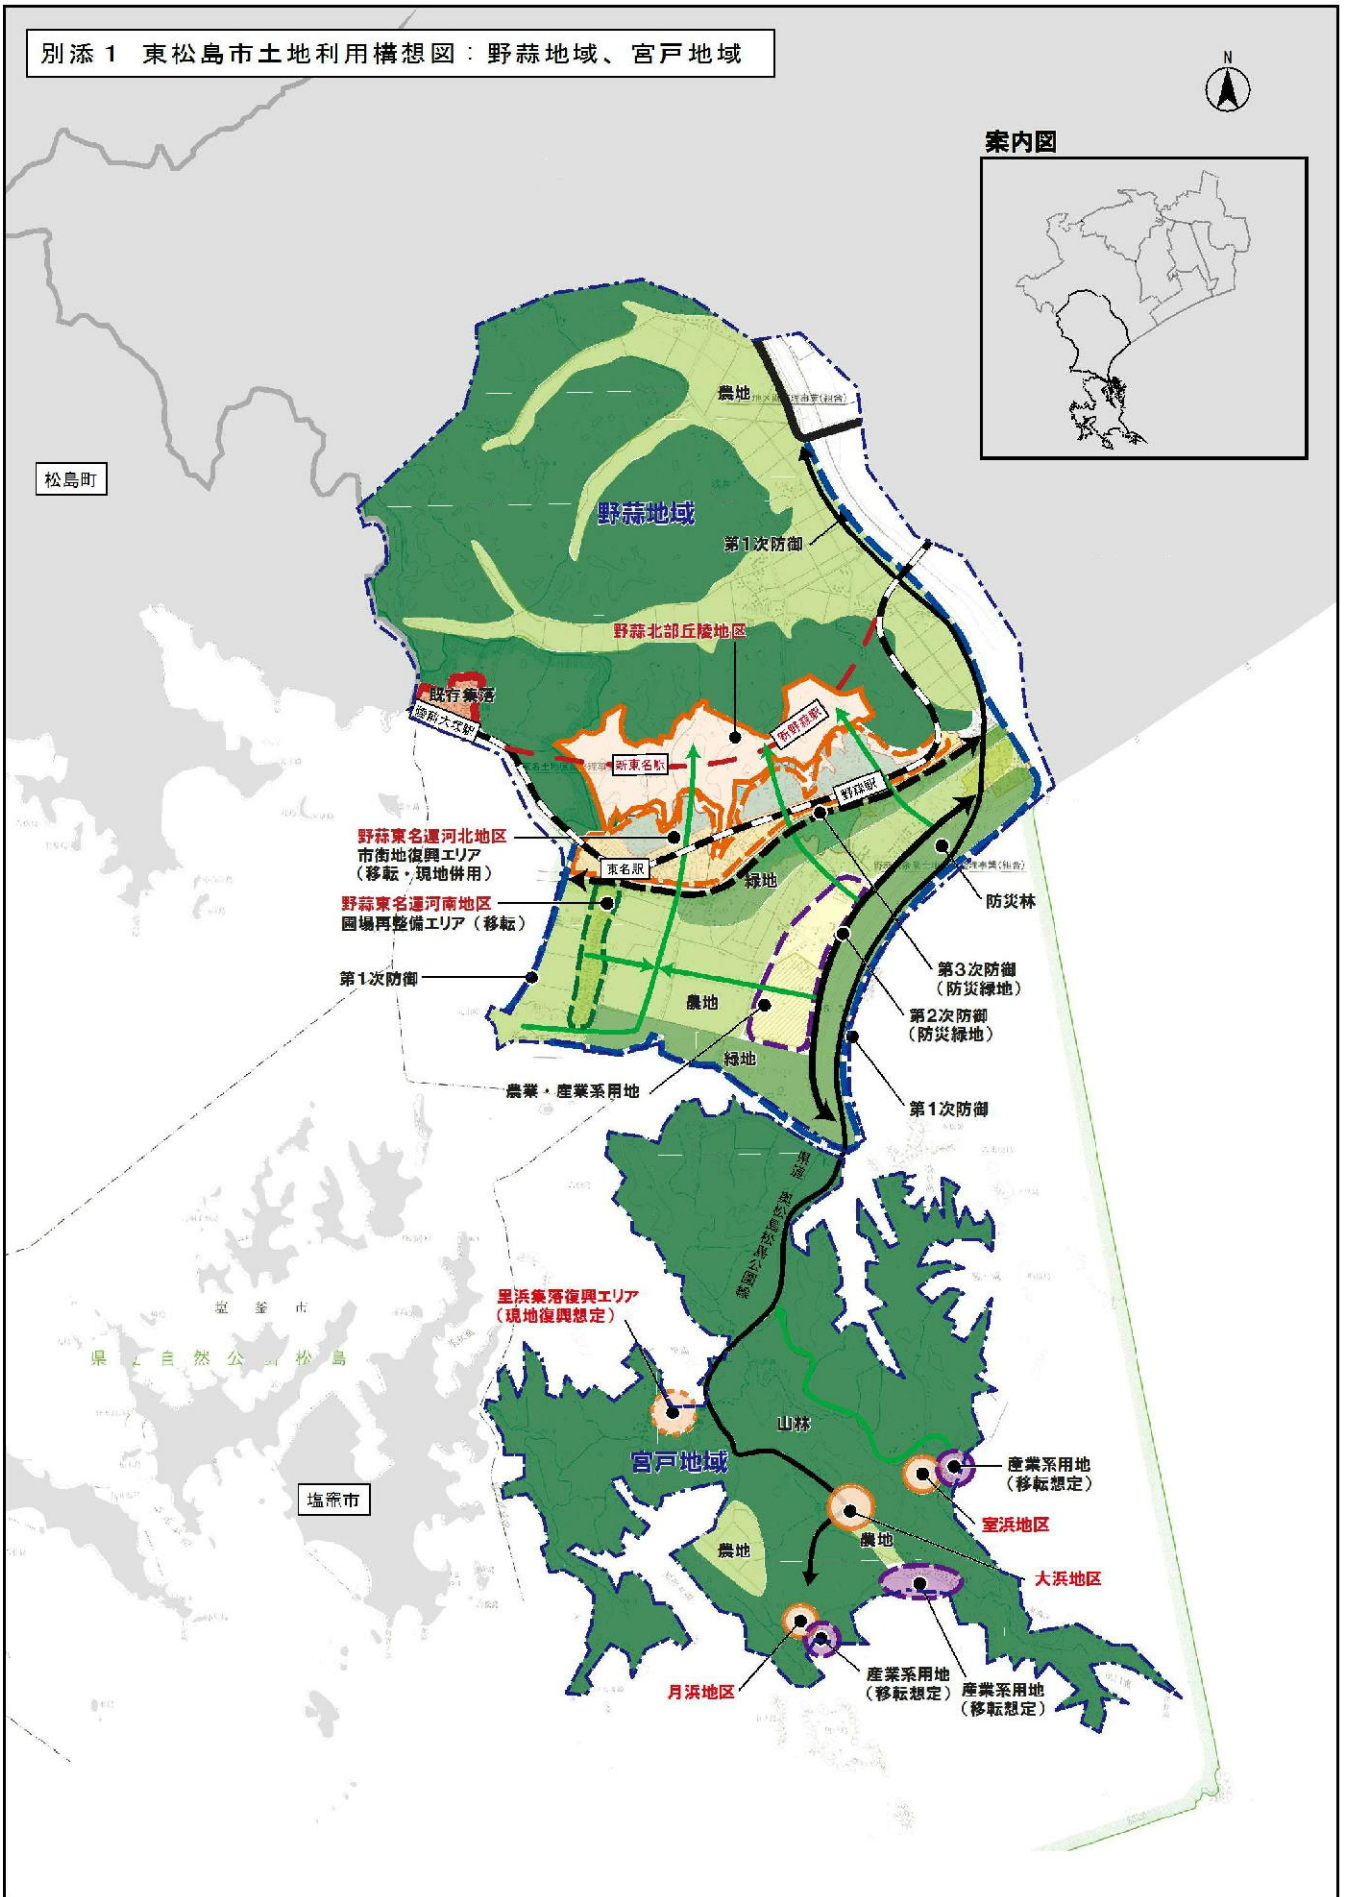 別添１ 東松島市土地利用構想図：野蒜地域、宮戸地域
N
案内図
松島町
農地
野蒜地域
第1次防御
野蒜北部丘陵地区
既存集落
陸前大塚駅
新野蒜駅
新東名駅
野蒜駅
野蒜東名運河北地区
市街地復興エリア
（移転・現地併用）
東名駅
緑地
野蒜東名運河南地区
圃場再整備エリア（移転）
防災林
第1次防御
第3次防御
（防災緑地）
農地
第2次防御
（防災緑地）
緑地
農業・産業系用地
第1次防御
県道 奥松島松島公園線
里浜集落復興エリア
（現地復興想定）
塩釜市
県立自然公園松島
山林
宮戸地域
産業系用地
（移転想定）
塩竈市
室浜地区
農地
農地
大浜地区
産業系用地
（移転想定）
産業系用地
（移転想定）
月浜地区